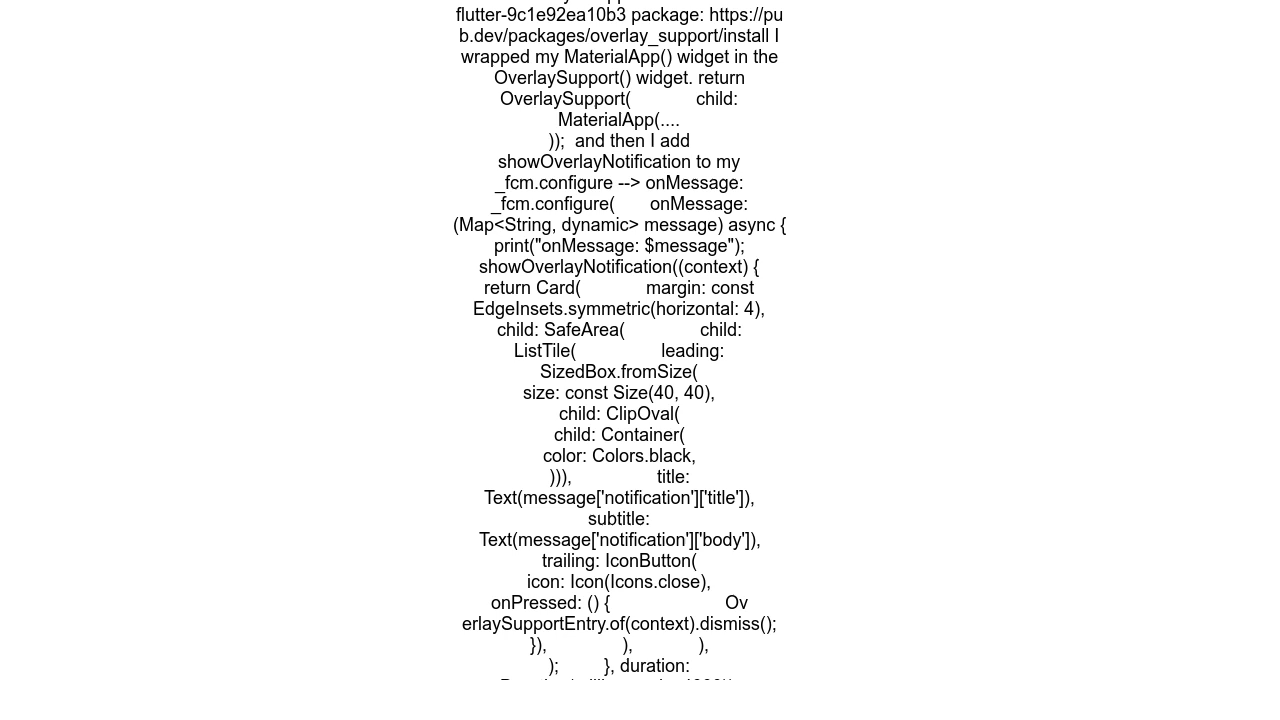 flutter-9c1e92ea10b3 package: https://pu
b.dev/packages/overlay_support/install I
wrapped my MaterialApp() widget in the
OverlaySupport() widget. return
OverlaySupport( child:
MaterialApp(....
)); and then I add
showOverlayNotification to my
_fcm.configure --> onMessage:
_fcm.configure( onMessage:
(Map<String, dynamic> message) async {
print("onMessage: $message");
showOverlayNotification((context) {
return Card( margin: const
EdgeInsets.symmetric(horizontal: 4),
child: SafeArea( child:
ListTile( leading:
SizedBox.fromSize(
size: const Size(40, 40),
child: ClipOval(
child: Container(
color: Colors.black,
))), title:
Text(message['notification']['title']),
subtitle:
Text(message['notification']['body']),
trailing: IconButton(
icon: Icon(Icons.close),
onPressed: () { Ov
erlaySupportEntry.of(context).dismiss();
}), ), ),
); }, duration: